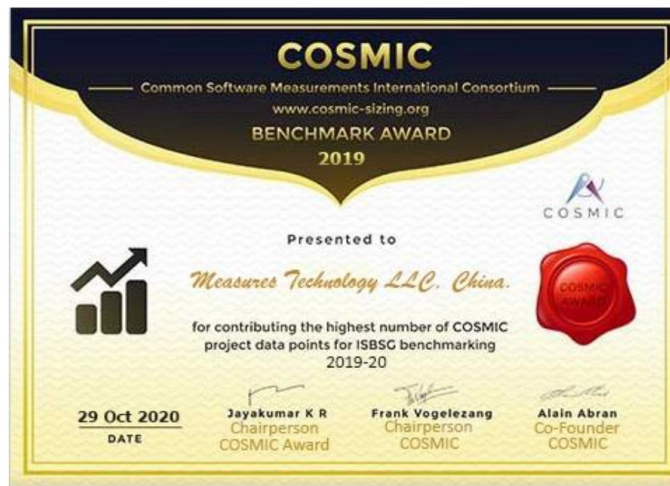 COSMIC
Common Software Measurements International Consortium
www.cosmic-sizing.org
BENCHMARK AWARD
2019
COSMIC
Presented to
Measures Technology LLC, China.
COSMIC
AWARD
for contributing the highest number of COSMIC
project data points for ISBSG benchmarking
2019-20
29 Oct 2020
DATE
Jayakumar K R
Chairperson
COSMIC Award
Frank Vogelezang
Chairperson
COSMIC
Alain Abran
Co-Founder
COSMIC